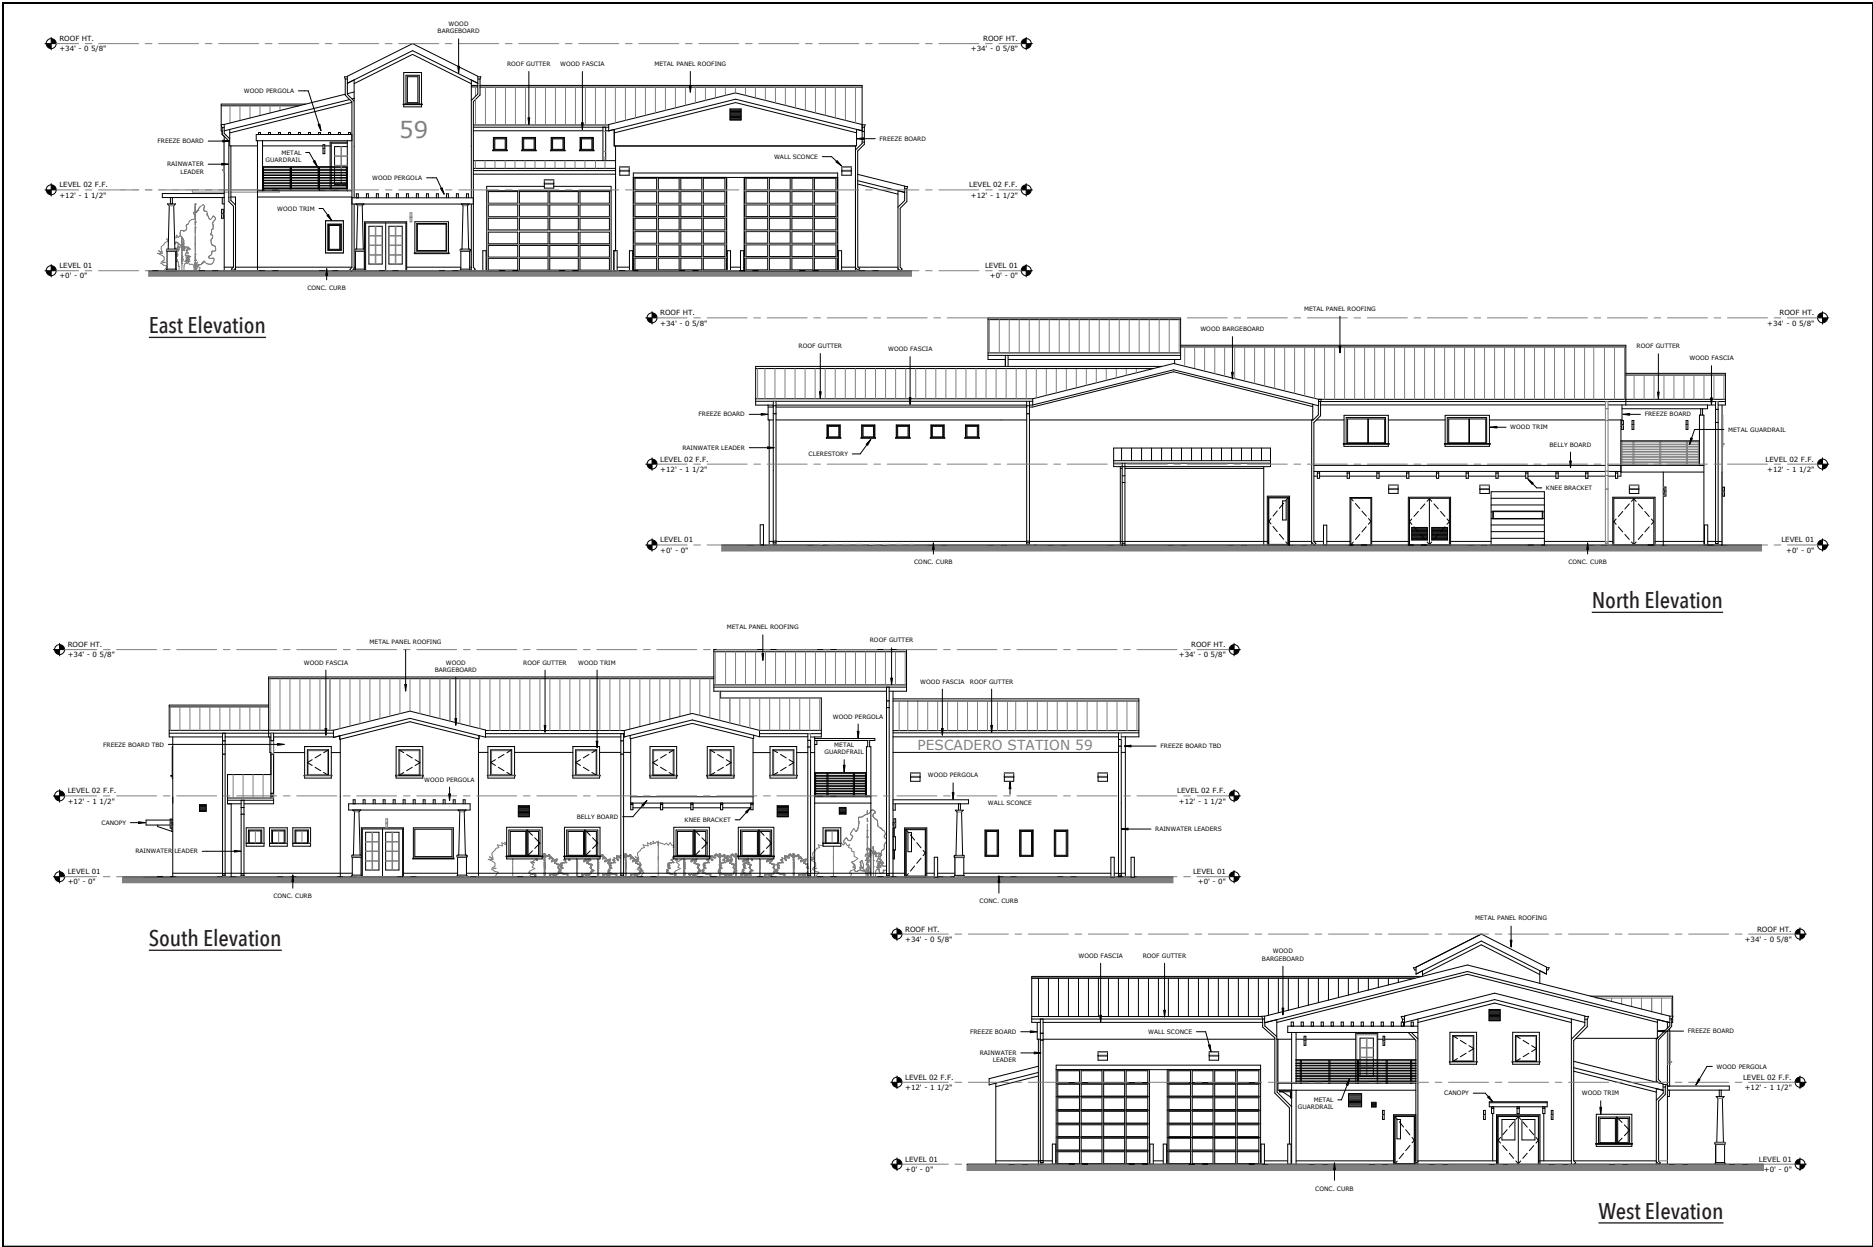 WOOD
BARGEBOARD
ROOF HT.
+34' - 0 5/8"
ROOF HT.
+34' - 0 5/8"
ROOF GUTTER
WOOD FASCIA
METAL PANEL ROOFING
WOOD PERGOLA
59
FREEZE BOARD
FREEZE BOARD
METAL
GUARDRAIL
WALL SCONCE
RAINWATER
LEADER
WOOD PERGOLA
LEVEL 02 F.F.
+12' - 1 1/2"
LEVEL 02 F.F.
+12' - 1 1/2"
WOOD TRIM
LEVEL 01
+0' - 0"
LEVEL 01
+0' - 0"
CONC. CURB
East Elevation
METAL PANEL ROOFING
ROOF HT.
+34' - 0 5/8"
ROOF HT.
+34' - 0 5/8"
WOOD BARGEBOARD
ROOF GUTTER
WOOD FASCIA
ROOF GUTTER
WOOD FASCIA
FREEZE BOARD
FREEZE BOARD
WOOD TRIM
METAL GUARDRAIL
RAINWATER LEADER
CLERESTORY
BELLY BOARD
LEVEL 02 F.F.
+12' - 1 1/2"
LEVEL 02 F.F.
+12' - 1 1/2"
KNEE BRACKET
LEVEL 01
+0' - 0"
LEVEL 01
+0' - 0"
CONC. CURB
CONC. CURB
North Elevation
METAL PANEL ROOFING
ROOF HT.
+34' - 0 5/8"
METAL PANEL ROOFING
ROOF GUTTER
ROOF HT.
+34' - 0 5/8"
WOOD FASCIA
WOOD
BARGEBOARD
ROOF GUTTER
WOOD TRIM
WOOD FASCIA
ROOF GUTTER
WOOD PERGOLA
FREEZE BOARD TBD
METAL
GUARDFRAIL
PESCADERO STATION 59
FREEZE BOARD TBD
WOOD PERGOLA
WOOD PERGOLA
LEVEL 02 F.F.
+12' - 1 1/2"
WALL SCONCE
LEVEL 02 F.F.
+12' - 1 1/2"
BELLY BOARD
KNEE BRACKET
CANOPY
RAINWATER LEADERS
RAINWATER LEADER
LEVEL 01
+0' - 0"
LEVEL 01
+0' - 0"
CONC. CURB
CONC. CURB
South Elevation
METAL PANEL ROOFING
ROOF HT.
+34' - 0 5/8"
ROOF HT.
+34' - 0 5/8"
WOOD FASCIA
ROOF GUTTER
WOOD
BARGEBOARD
FREEZE BOARD
WALL SCONCE
FREEZE BOARD
RAINWATER
LEADER
WOOD PERGOLA
LEVEL 02 F.F.
+12' - 1 1/2"
LEVEL 02 F.F.
+12' - 1 1/2"
METAL
GUARDRAIL
CANOPY
WOOD TRIM
LEVEL 01
+0' - 0"
LEVEL 01
+0' - 0"
CONC. CURB
West Elevation